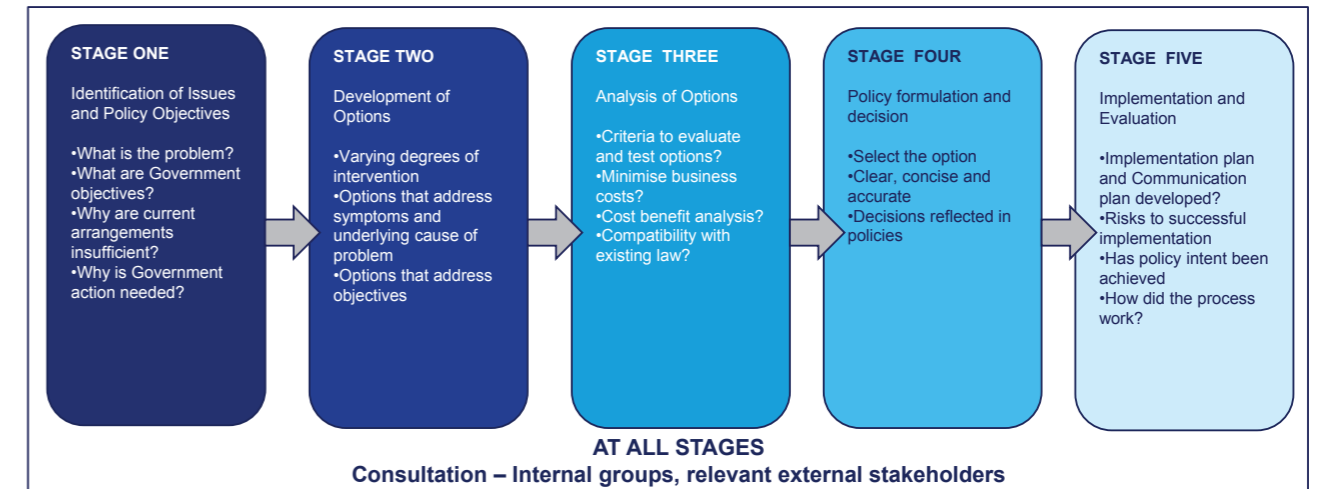 STAGE ONE
Identification of Issues
and Policy Objectives
•What is the problem?
•What are Government
objectives?
•Why are current
arrangements
insufficient?
•Why is Government
action needed?
STAGE TWO
Development of
Options
•Varying degrees of
intervention
•Options that address
symptoms and
underlying cause of
problem
•Options that address
objectives
STAGE THREE
Analysis of Options
•Criteria to evaluate
and test options?
•Minimise business
costs?
•Cost benefit analysis?
•Compatibility with
existing law?
STAGE FOUR
Policy formulation and
decision
•Select the option
•Clear, concise and
accurate
•Decisions reflected in
policies
STAGE FIVE
Implementation and
Evaluation
•Implementation plan
and Communication
plan developed?
•Risks to successful
implementation
•Has policy intent been
achieved
•How did the process
work?
AT ALL STAGES
Consultation – Internal groups, relevant external stakeholders